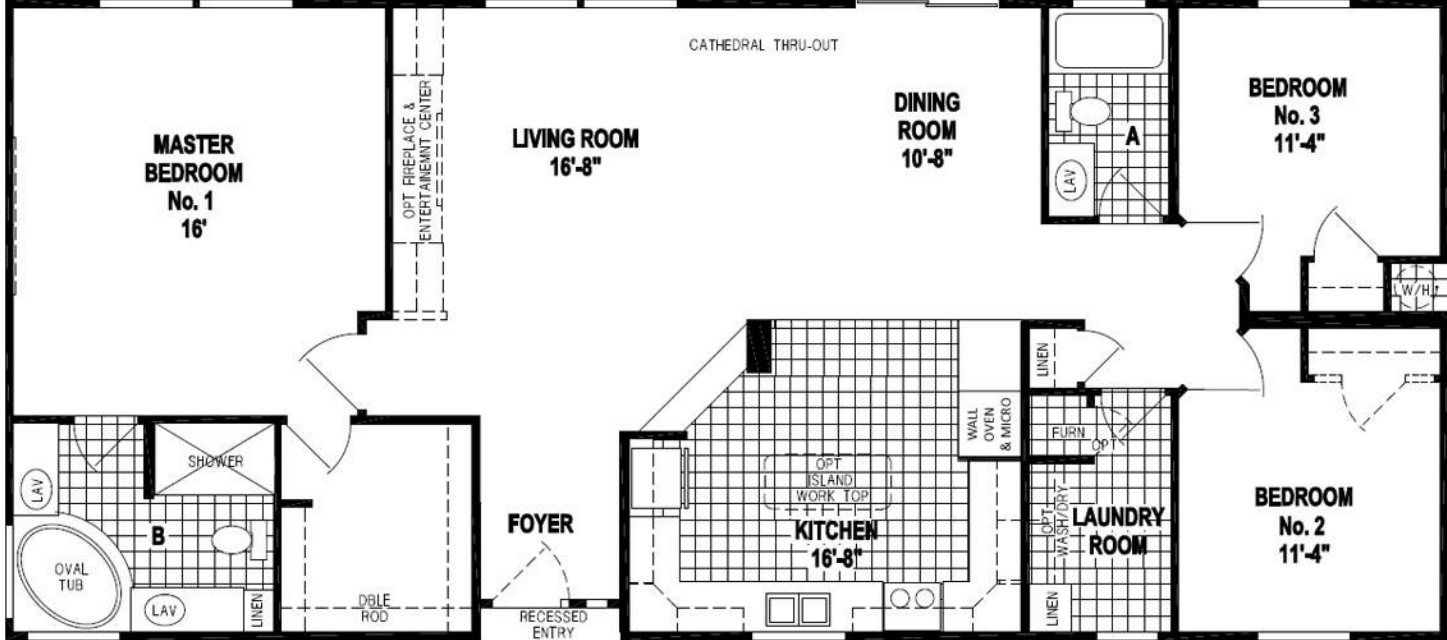 MASTER
BEDROOM
No. 1
16'
OPT FIREPLACE &
ENTERTAINEMNT CENTER
LIVING ROOM
16'-8"
CATHEDRAL THRU-OUT
DINING
ROOM
10'-8"
A
LAV
BEDROOM
No. 3
11'-4"
W/H
LINEN
WALL
OVEN
& MICRO
FURN
OPT
LAV
SHOWER
B
OVAL
TUB
LAV
LINEN
DBLE
ROD
FOYER
RECESSED
ENTRY
OPT
ISLAND
WORK TOP
KITCHEN
16'-8"
OPT
WASH/DRY
LAUNDRY
ROOM
LINEN
BEDROOM
No. 2
11'-4"